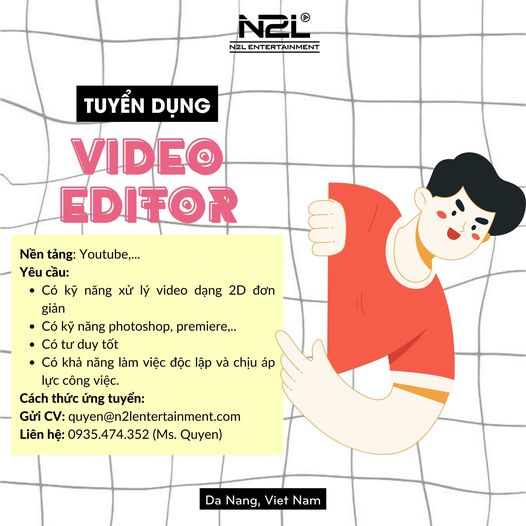 N2L
N2L ENTERTAINMENT
TUYỂN DỤNG
VIDEO
EDITOR
Nền tảng: Youtube,...
Yêu cầu:
• Có kỹ năng xử lý video dạng 2D đơn
giản
• Có kỹ năng photoshop, premiere,..
• Có tư duy tốt
• Có khả năng làm việc độc lập và chịu áp
lực công việc.
Cách thức ứng tuyển:
Gửi CV: quyen@n2lentertainment.com
Liên hệ: 0935.474.352 (Ms. Quyen)
Da Nang, Viet Nam